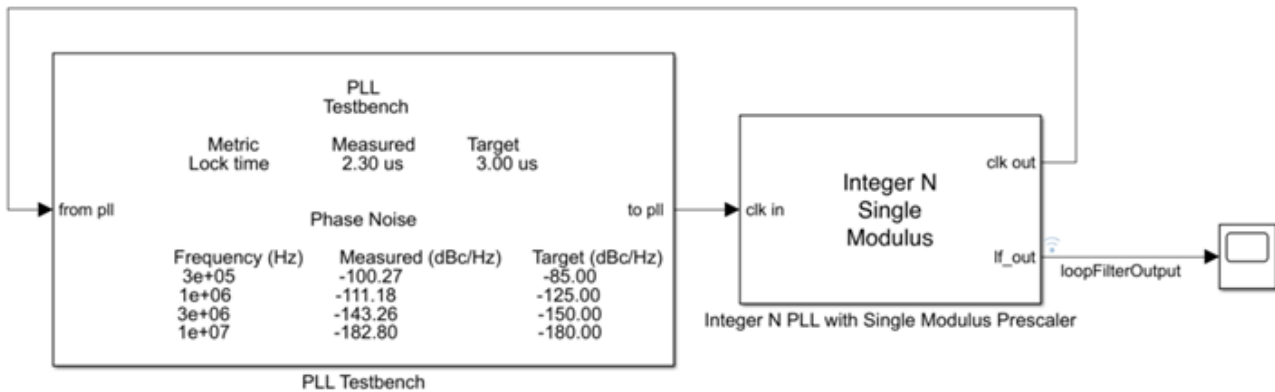 PLL
Testbench
Metric Measured Target
Lock time 2.30 us 3.00 us
from pll
to pll
Phase Noise
Frequency (Hz) Measured (dBc/Hz) Target (dBc/Hz)
3e+05 -100.27 -85.00
1e+06 -111.18 -125.00
3e+06 -143.26 -150.00
1e+07 -182.80 -180.00
PLL Testbench
clk in
Integer N
Single
Modulus
clk out
lf_out
Integer N PLL with Single Modulus Prescaler
loopFilterOutput